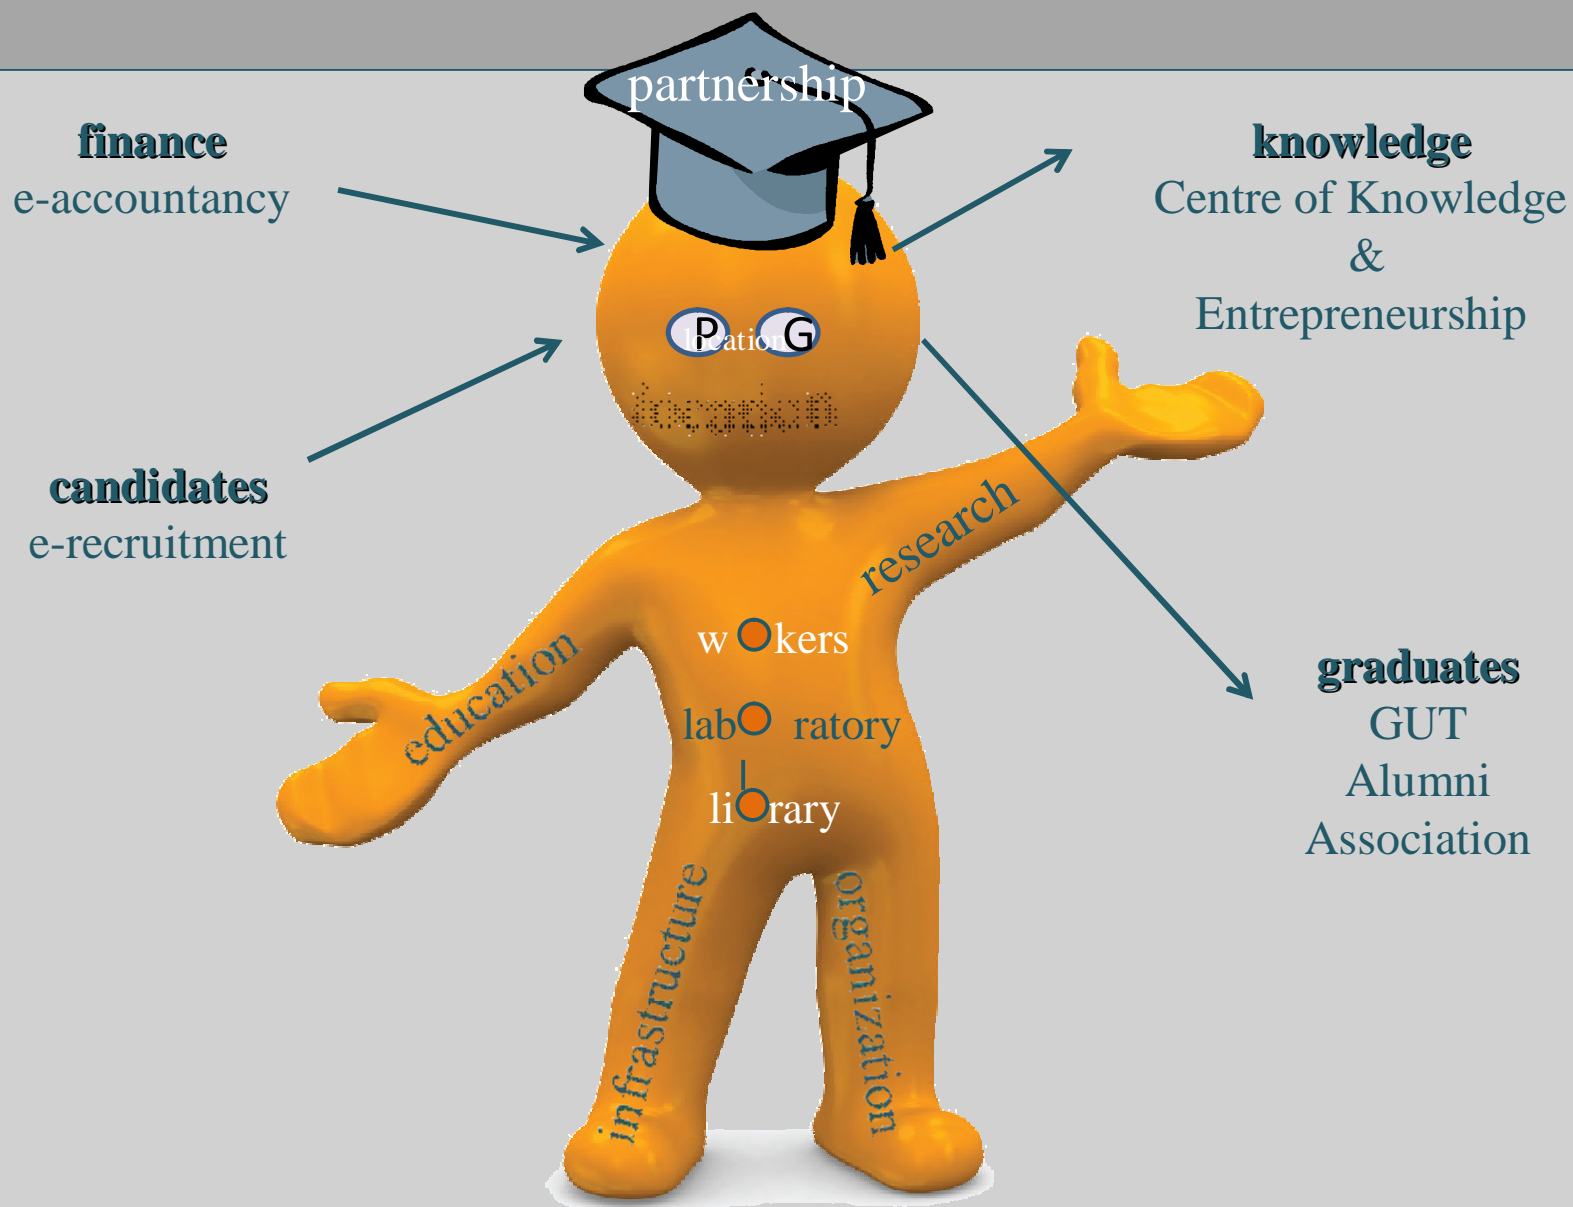 partnership
finance
e-accountancy
knowledge
Centre of Knowledge
&
Entrepreneurship
P G
location
candidates
e-recruitment
research
education
w kers
lab ratory
li rary
graduates
GUT
Alumni
Association
infrastructure
organization